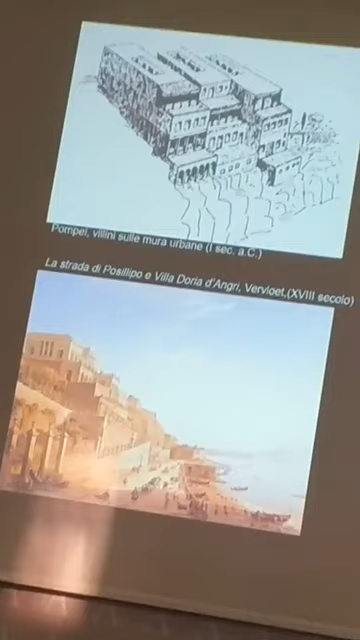 Pompei, villini sulle mura urbane (I sec. a.C.)
La strada di Posillipo e Villa Doria d'Angri, Vervloet,(XVIII secolo)